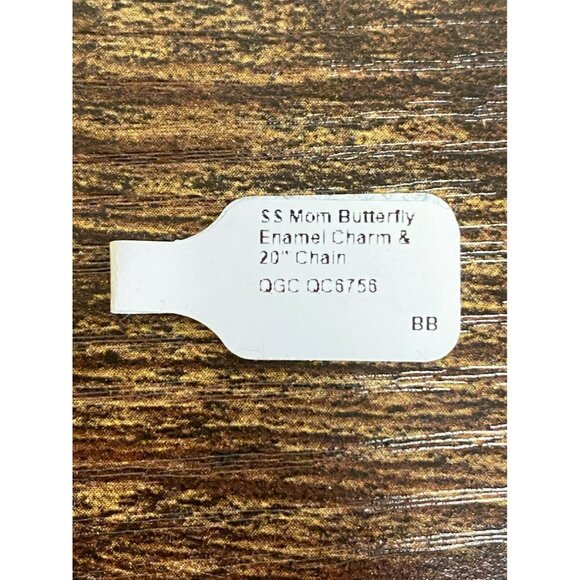 SS Mom Butterfly
Enamel Charm &
20" Chain
QGC QC6756
BB